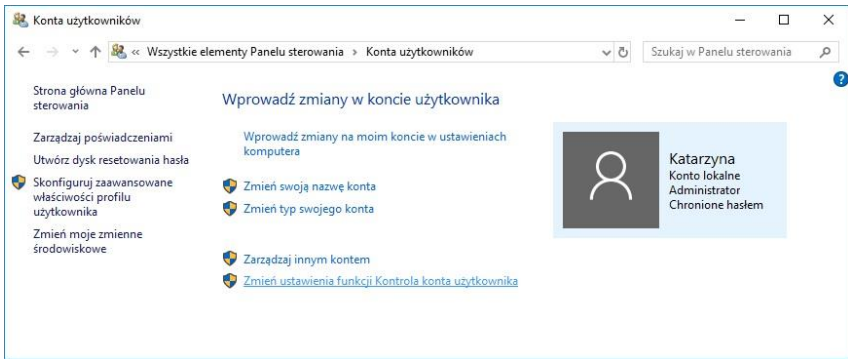 Konta użytkowników
« Wszystkie elementy Panelu sterowania > Konta użytkowników
Szukaj w Panelu sterowania
?
Strona główna Panelu
sterowania
Zarządzaj poświadczeniami
Utwórz dysk resetowania hasła
Skonfiguruj zaawansowane
właściwości profilu
użytkownika
Zmień moje zmienne
środowiskowe
Wprowadź zmiany w koncie użytkownika
Wprowadź zmiany na moim koncie w ustawieniach
komputera
Zmień swoją nazwę konta
Zmień typ swojego konta
Zarządzaj innym kontem
Zmień ustawienia funkcji Kontrola konta użytkownika
Katarzyna
Konto lokalne
Administrator
Chronione hasłem